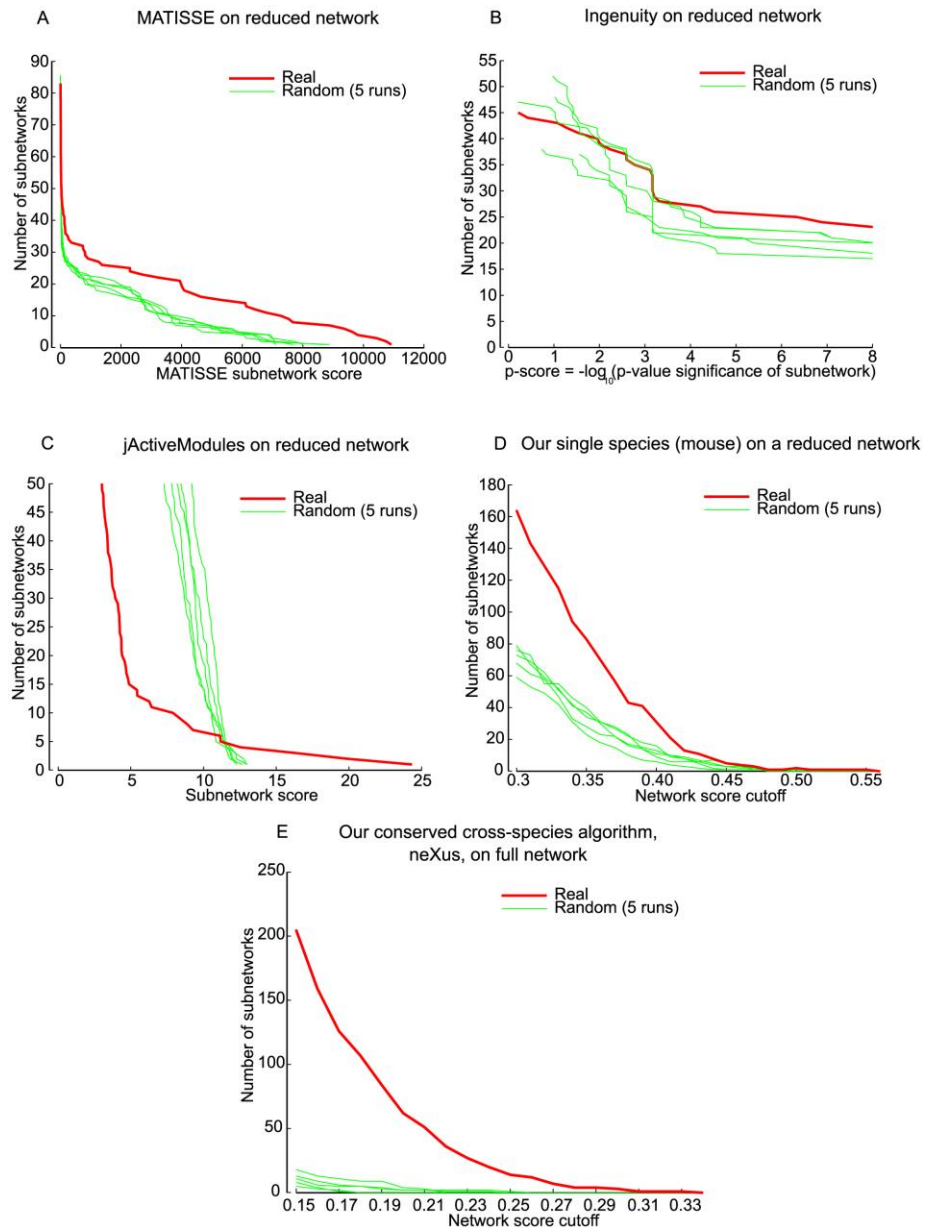 A MATISSE on reduced network
Number of subnetworks
90
80
70
60
50
40
30
20
10
0
Real
Random (5 runs)
0 2000 4000 6000 8000 10000 12000
MATISSE subnetwork score
B Ingenuity on reduced network
Number of subnetworks
55
50
45
40
35
30
25
20
15
10
5
0
Real
Random (5 runs)
0 1 2 3 4 5 6 7 8
p-score = -log10(p-value significance of subnetwork)
C jActiveModules on reduced network
Number of subnetworks
50
45
40
35
30
25
20
15
10
5
0
Real
Random (5 runs)
0 5 10 15 20 25
Subnetwork score
D Our single species (mouse) on a reduced network
Number of subnetworks
180
160
140
120
100
80
60
40
20
0
Real
Random (5 runs)
0.3 0.35 0.40 0.45 0.50 0.55
Network score cutoff
E Our conserved cross-species algorithm,
neXus, on full network
Number of subnetworks
250
200
150
100
50
0
Real
Random (5 runs)
0.15 0.17 0.19 0.21 0.23 0.25 0.27 0.29 0.31 0.33
Network score cutoff